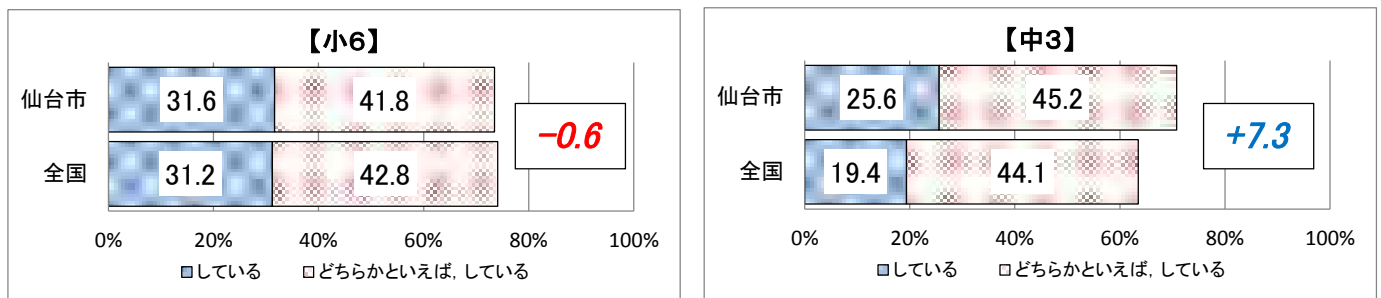 【小6】
仙台市 31.6 41.8
−0.6
全国 31.2 42.8
0% 20% 40% 60% 80% 100%
している どちらかといえば，している
【中3】
仙台市 25.6 45.2
+7.3
全国 19.4 44.1
0% 20% 40% 60% 80% 100%
している どちらかといえば，している